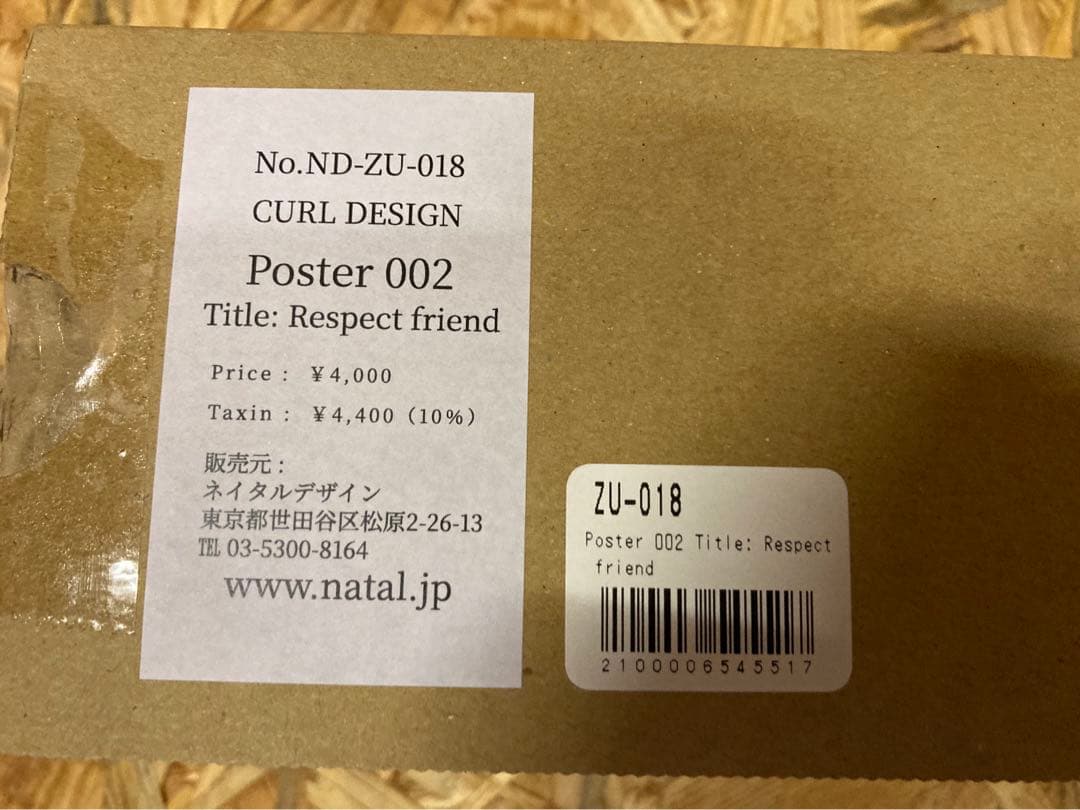 No.ND-ZU-018
CURL DESIGN
Poster 002
Title: Respect friend
Price : ￥4,000
Taxin : ￥4,400（10%）
販売元 :
ネイタルデザイン
東京都世田谷区松原2-26-13
℡ 03-5300-8164
www.natal.jp
ZU-018
Poster 002 Title: Respect
friend
2100006545517